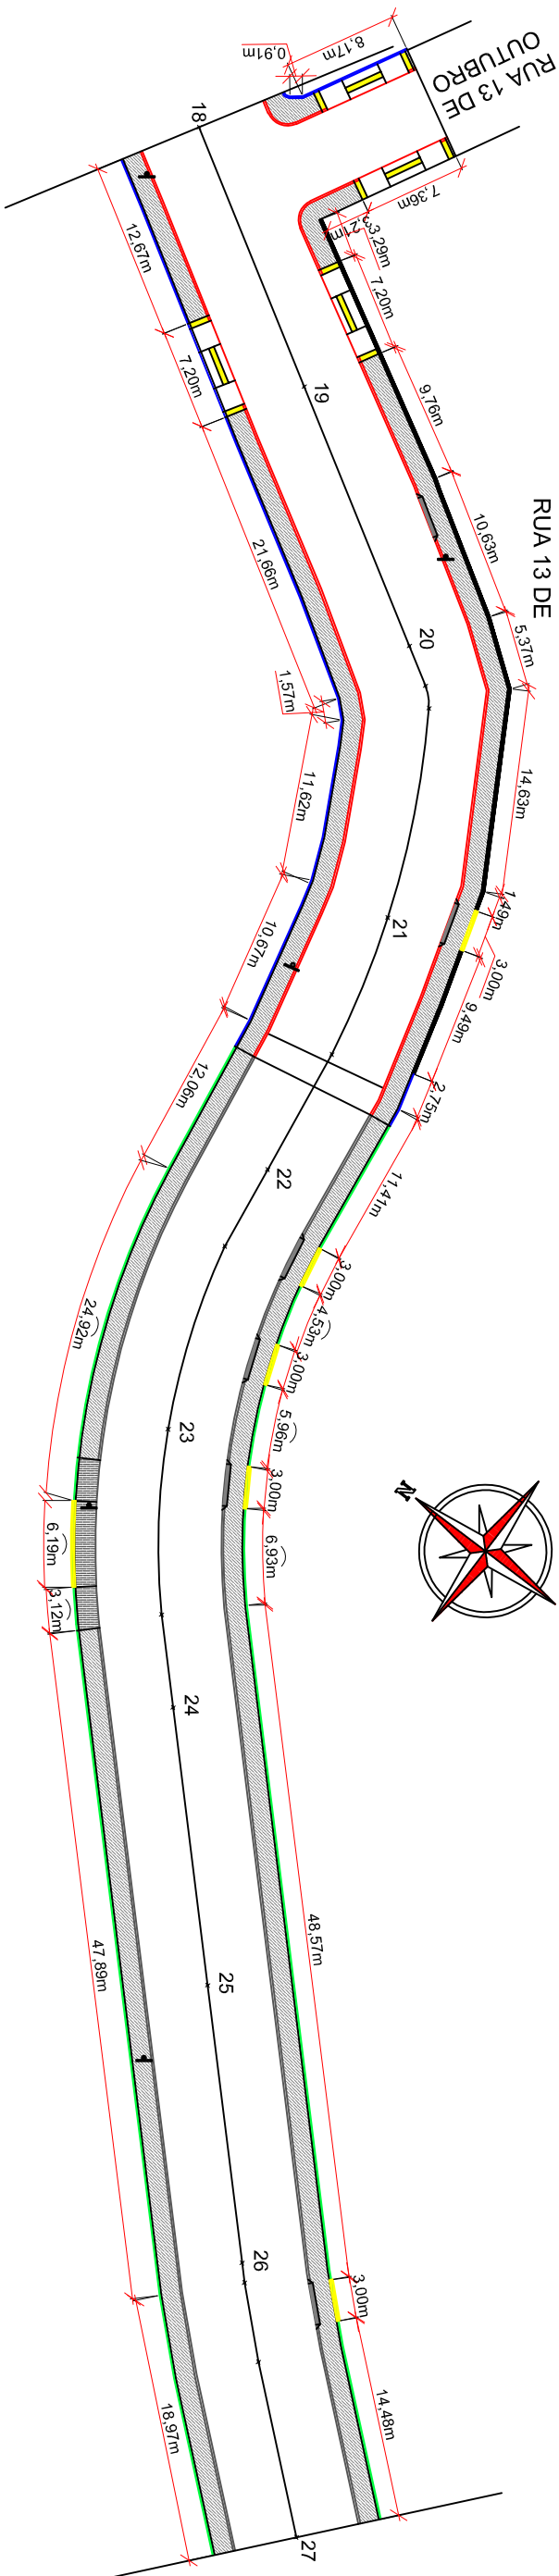 8,17m
0,91m
RUA 13 DE
OUTUBRO
7,36m
18
3,21m
3,29m
12,67m
7,20m
7,20m
19
9,76m
RUA 13 DE
10,63m
21,66m
20
5,37m
1,57m
14,63m
11,62m
1,49m
21
10,67m
3,00m
9,49m
12,06m
2,75m
22
11,41m
3,00m
24,92m
4,53m
3,00m
23
5,96m
3,00m
N
6,19m
6,93m
3,12m
24
48,57m
47,89m
25
26
3,00m
18,97m
14,48m
27